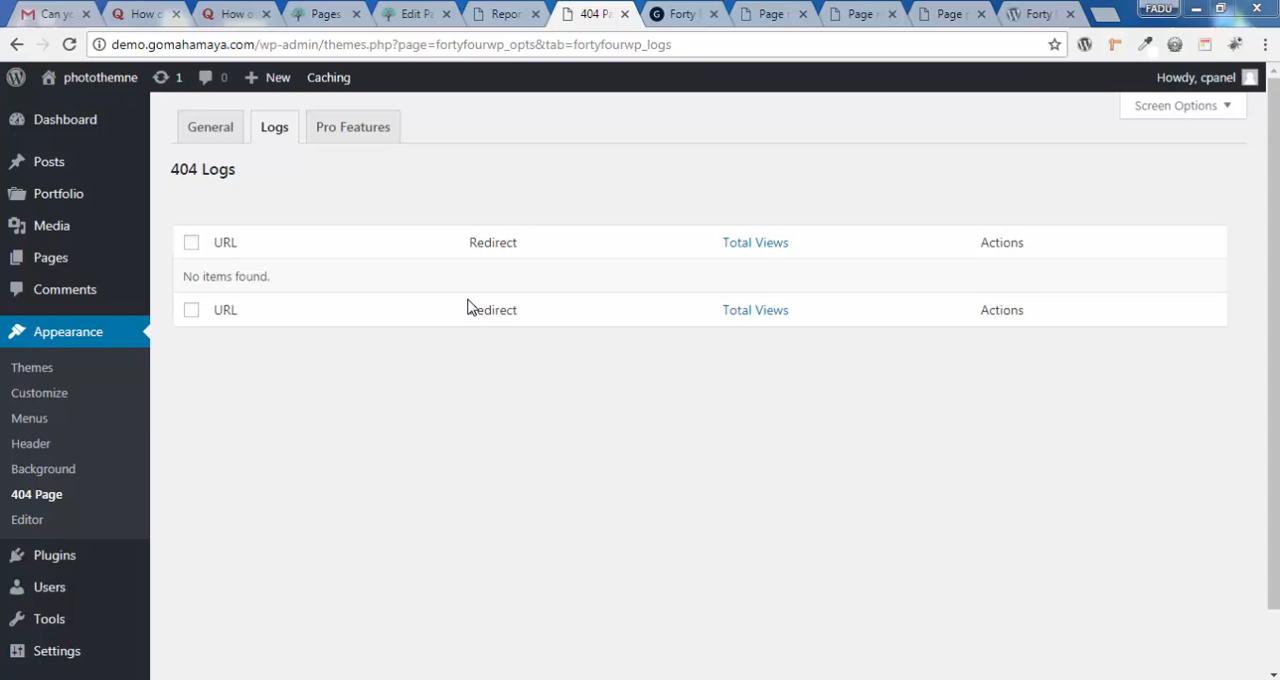 Can yo
How c
How o
Pages
Edit P
Repor
404 Pa
Forty
Page
Page
Page
Forty
FADU
demo.gomahamaya.com/wp-admin/themes.php?page=fortyfourwp_opts&tab=fortyfourwp_logs
photothemne
1
0
New
Caching
Howdy, cpanel
Screen Options
Dashboard
Posts
Portfolio
Media
Pages
Comments
Appearance
Themes
Customize
Menus
Header
Background
404 Page
Editor
Plugins
Users
Tools
Settings
General
Logs
Pro Features
404 Logs
URL Redirect Total Views Actions
No items found.
URL Redirect Total Views Actions